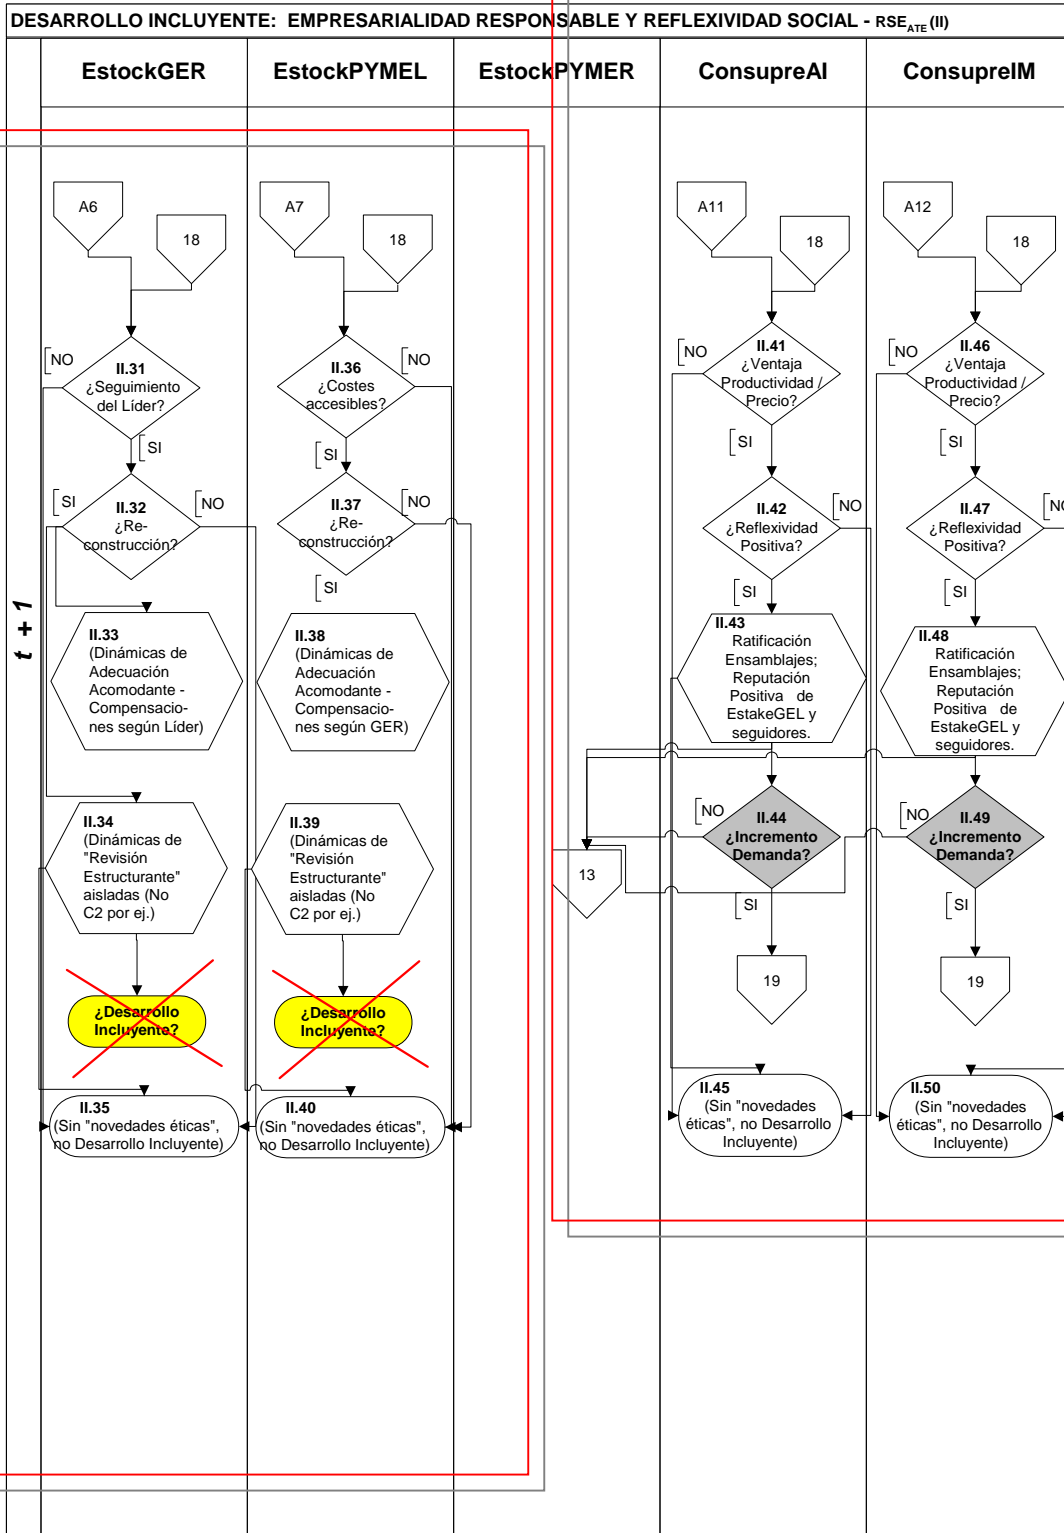 DESARROLLO INCLUYENTE: EMPRESARIALIDAD RESPONSABLE Y REFLEXIVIDAD SOCIAL - RSE ATE (II)
EstockGER
EstockPYMEL
EstockPYMER
ConsupreAI
ConsupreIM
t + 1
A6
18
NO
II.31
¿Seguimiento
del Líder?
SI
SI
II.32
¿Re-
construcción?
NO
II.33
(Dinámicas de
Adecuación
Acomodante -
Compensacio-
nes según Líder)
II.34
(Dinámicas de
"Revisión
Estructurante"
aisladas (No
C2 por ej.)
¿Desarrollo
Incluyente?
II.35
(Sin "novedades éticas",
no Desarrollo Incluyente)
A7
18
II.36
¿Costes
accesibles?
NO
SI
II.37
¿Re-
construcción?
NO
SI
II.38
(Dinámicas de
Adecuación
Acomodante -
Compensacio-
nes según GER)
II.39
(Dinámicas de
"Revisión
Estructurante"
aisladas (No
C2 por ej.)
¿Desarrollo
Incluyente?
II.40
(Sin "novedades éticas",
no Desarrollo Incluyente)
13
A11
18
NO
II.41
¿Ventaja
Productividad /
Precio?
SI
II.42
¿Reflexividad
Positiva?
NO
SI
II.43
Ratificación
Ensamblajes;
Reputación
Positiva de
EstakeGEL y
seguidores.
NO
II.44
¿Incremento
Demanda?
SI
19
II.45
(Sin "novedades
éticas", no Desarrollo
Incluyente)
A12
18
NO
II.46
¿Ventaja
Productividad /
Precio?
SI
II.47
¿Reflexividad
Positiva?
NO
SI
II.48
Ratificación
Ensamblajes;
Reputación
Positiva de
EstakeGEL y
seguidores.
NO
II.49
¿Incremento
Demanda?
SI
19
II.50
(Sin "novedades
éticas", no Desarrollo
Incluyente)